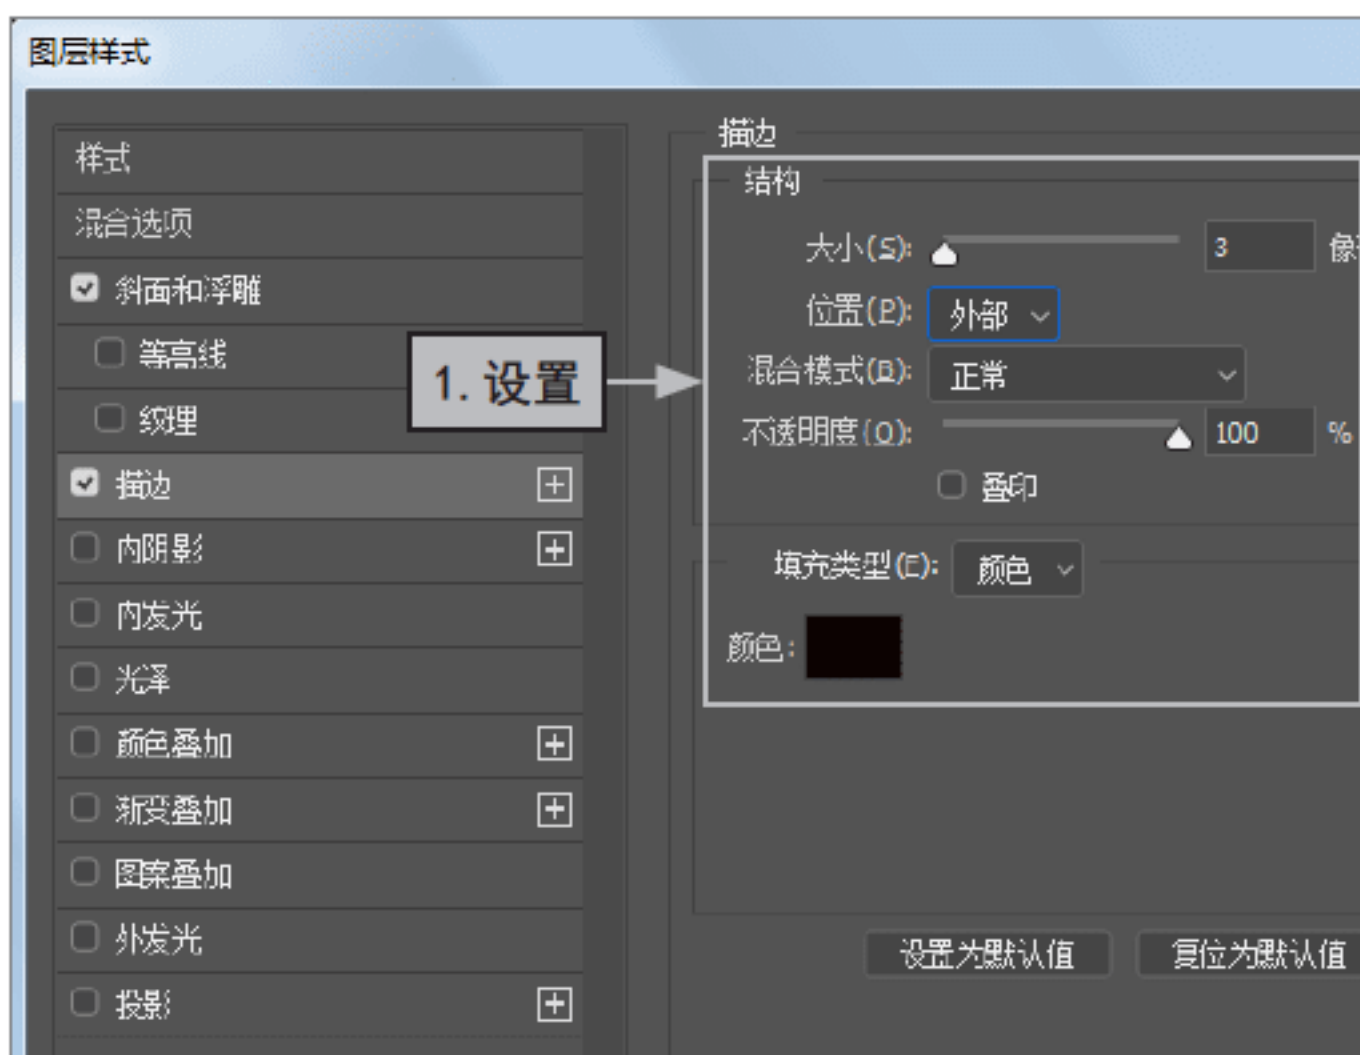 图层样式
样式
混合选项
斜面和浮雕
等高线
纹理
描边
内阴影
内发光
光泽
颜色叠加
渐变叠加
图案叠加
外发光
投影
1. 设置
描边
结构
大小(S): 3 像
位置(P): 外部
混合模式(B): 正常
不透明度(O): 100 %
叠印
填充类型(E): 颜色
颜色:
设置为默认值 复位为默认值